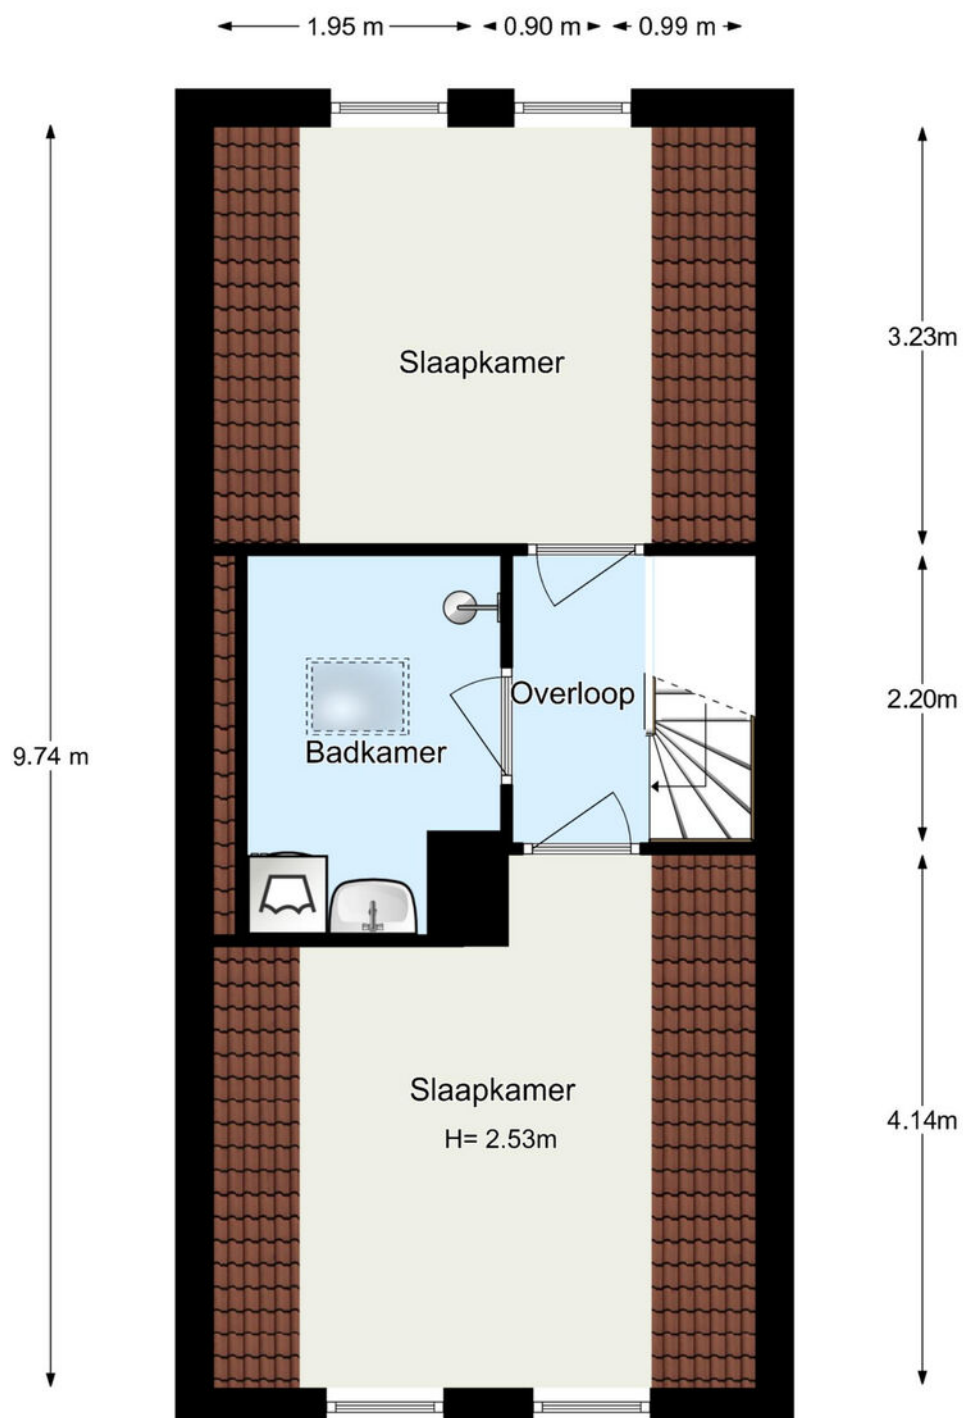 1.95 m
0.90 m
0.99 m
3.23m
Slaapkamer
2.20m
Overloop
Badkamer
9.74 m
Slaapkamer
H= 2.53m
4.14m